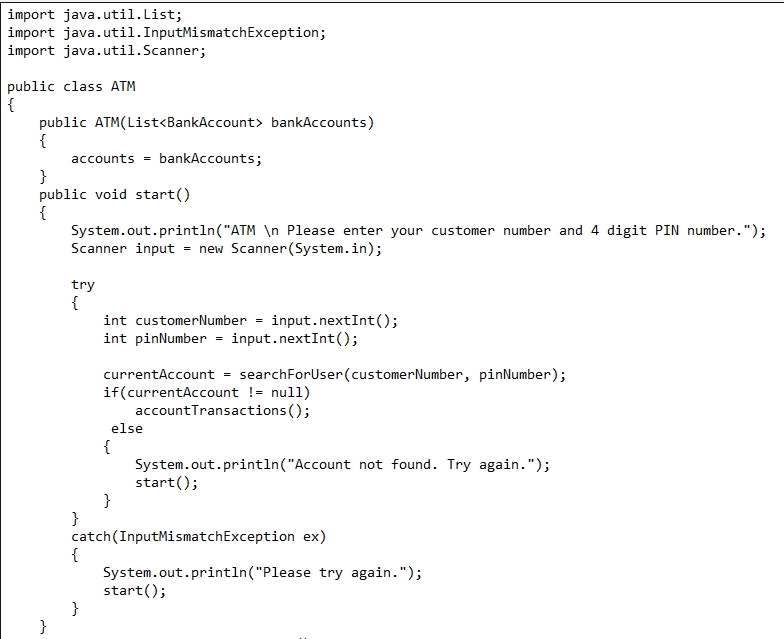 import java.util.List;
import java.util.InputMismatchException;
import java.util.Scanner;

public class ATM
{
    public ATM(List<BankAccount> bankAccounts)
    {
        accounts = bankAccounts;
    }
    public void start()
    {
        System.out.println("ATM \n Please enter your customer number and 4 digit PIN number.");
        Scanner input = new Scanner(System.in);

        try
        {
            int customerNumber = input.nextInt();
            int pinNumber = input.nextInt();

            currentAccount = searchForUser(customerNumber, pinNumber);
            if(currentAccount != null)
                accountTransactions();
             else
            {
                System.out.println("Account not found. Try again.");
                start();
            }
        }
        catch(InputMismatchException ex)
        {
            System.out.println("Please try again.");
            start();
        }
    }